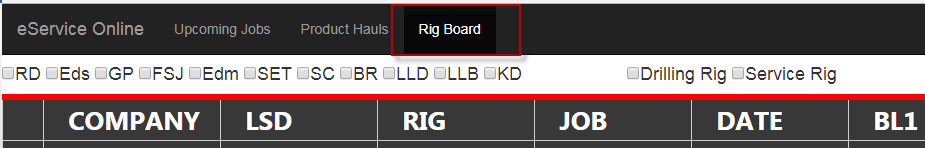 eService Online Upcoming Jobs Product Hauls Rig Board
RD Eds GP FSJ Edm SET SC BR LLD LLB KD Drilling Rig Service Rig
COMPANY LSD RIG JOB DATE BL1